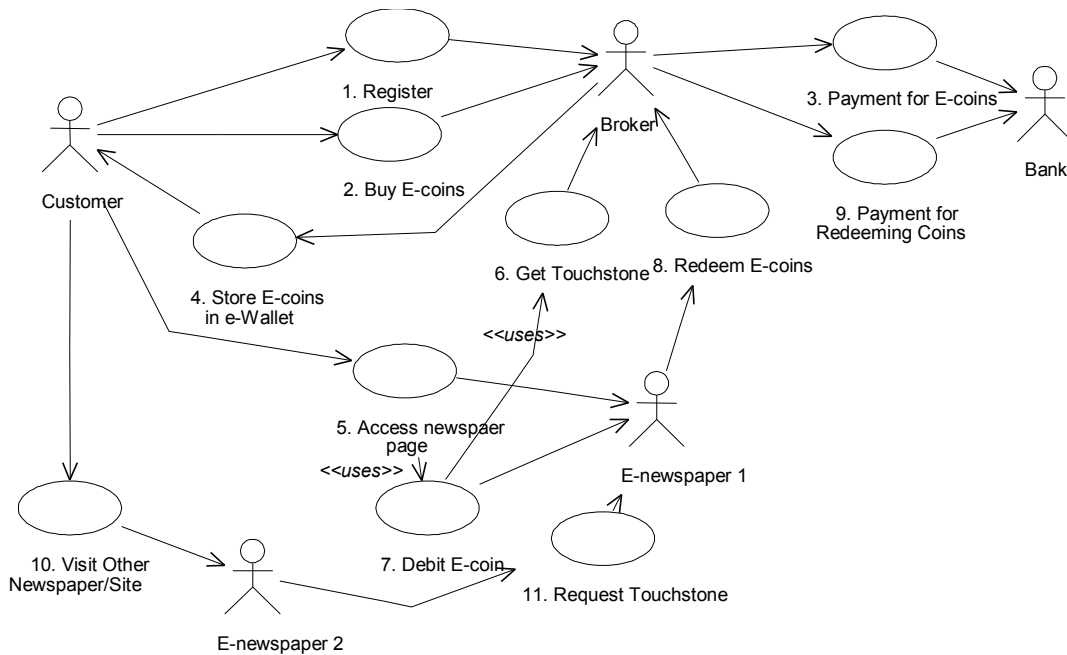 1. Register
3. Payment for E-coins
Broker
Customer
2. Buy E-coins
Bank
9. Payment for
Redeeming Coins
6. Get Touchstone
8. Redeem E-coins
4. Store E-coins
in e-Wallet
<<uses>>
5. Access newspaer
page
<<uses>>
E-newspaper 1
10. Visit Other
Newspaper/Site
7. Debit E-coin
11. Request Touchstone
E-newspaper 2